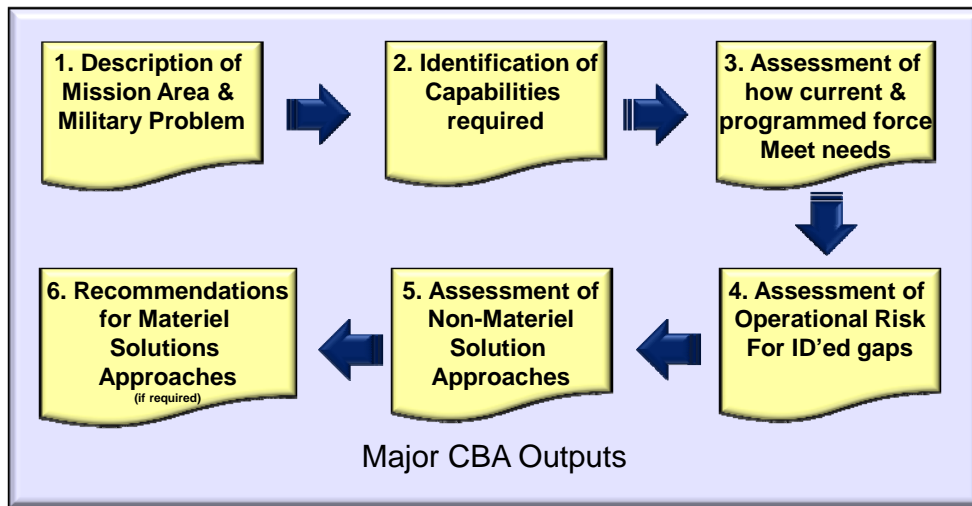 1. Description of
Mission Area &
Military Problem
2. Identification of
Capabilities
required
3. Assessment of
how current &
programmed force
Meet needs
4. Assessment of
Operational Risk
For ID'ed gaps
5. Assessment of
Non-Materiel
Solution
Approaches
6. Recommendations
for Materiel
Solutions
Approaches
(if required)
Major CBA Outputs